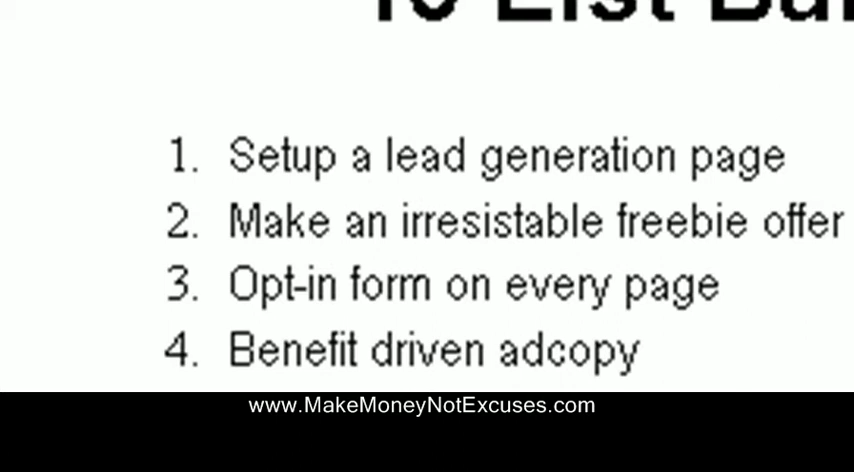 List
1. Setup a lead generation page
2. Make an irresistable freebie offer
3. Opt-in form on every page
4. Benefit driven adcopy
www.MakeMoneyNotExcuses.com